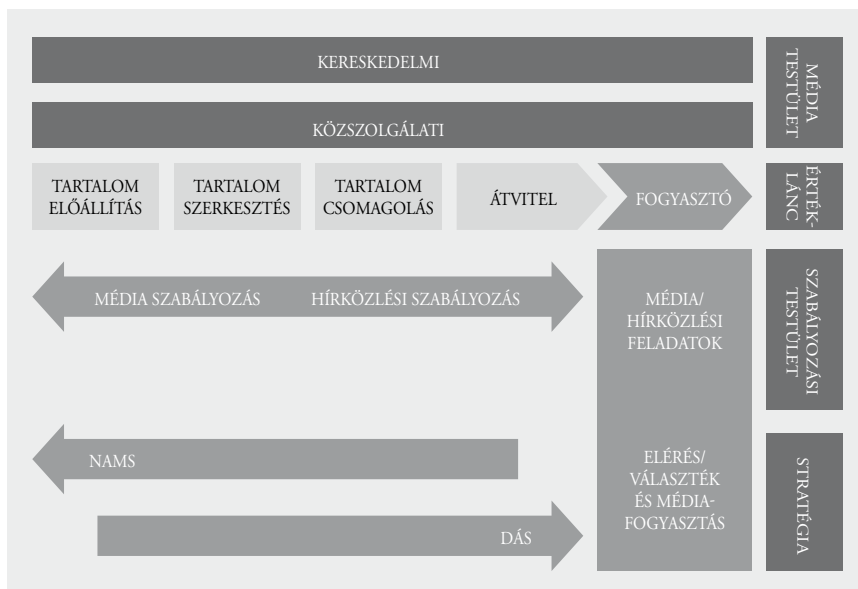 KERESKEDELMI
KÖZSZOLGÁLATI
MÉDIA
TESTÜLET
TARTALOM
ELŐÁLLÍTÁS
TARTALOM
SZERKESZTÉS
TARTALOM
CSOMAGOLÁS
ÁTVITEL
FOGYASZTÓ
ÉRTÉK-
LÁNC
MÉDIA SZABÁLYOZÁS
HÍRKÖZLÉSI SZABÁLYOZÁS
MÉDIA/
HÍRKÖZLÉSI
FELADATOK
SZABÁLYOZÁSI
TESTÜLET
NAMS
DÁS
ELÉRÉS/
VÁLASZTÉK
ÉS MÉDIA-
FOGYASZTÁS
STRATÉGIA